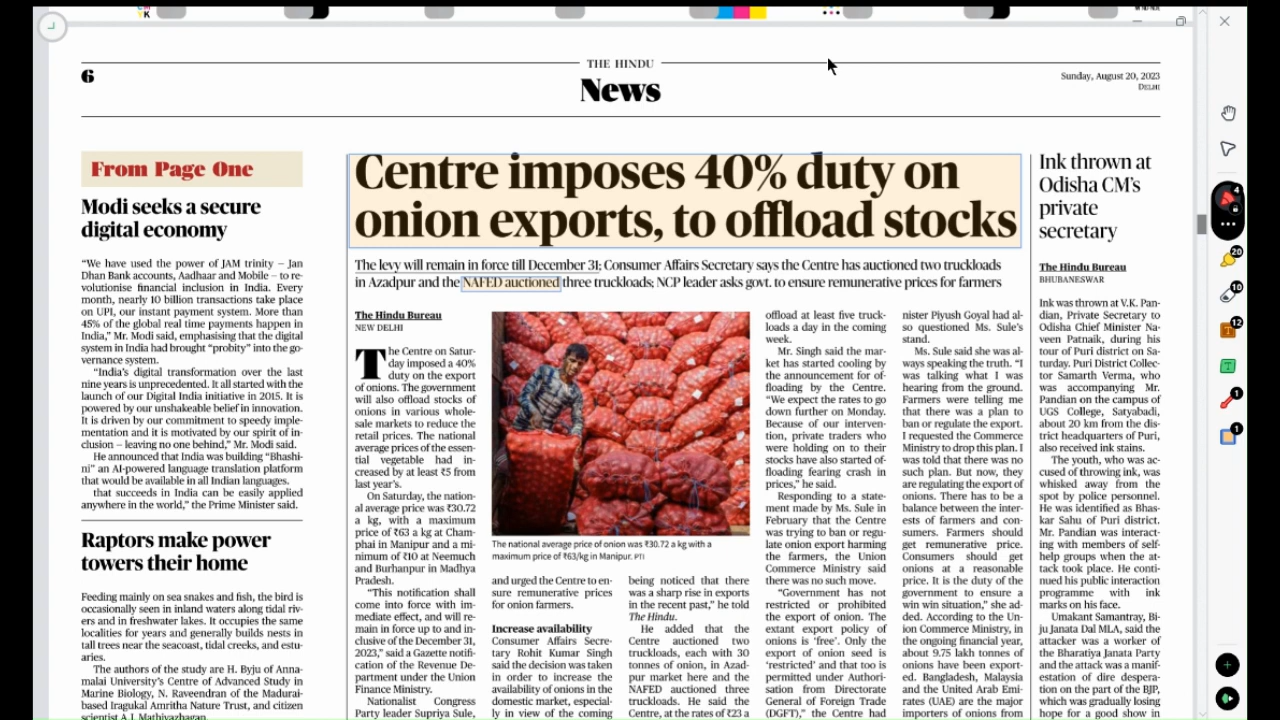 THE HINDU
6
News
Sunday, August 20, 2023
DELHI
From Page One
Modi seeks a secure
digital economy
“We have used the power of JAM trinity – Jan
Dhan Bank accounts, Aadhaar and Mobile – to re-
volutionise financial inclusion in India. Every
month, nearly 10 billion transactions take place
on UPI, our instant payment system. More than
45% of the global real time payments happen in
India,” Mr. Modi said, emphasising that the digital
system in India had brought “probity” into the go-
vernance system.
“India’s digital transformation over the last
nine years is unprecedented. It all started with the
launch of our Digital India initiative in 2015. It is
powered by our unshakeable belief in innovation.
It is driven by our commitment to speedy imple-
mentation and it is motivated by our spirit of in-
clusion – leaving no one behind,” Mr. Modi said.
He announced that India was building “Bhashi-
ni” an AI-powered language translation platform
that would be available in all Indian languages.
that succeeds in India can be easily applied
anywhere in the world,” the Prime Minister said.
Raptors make power
towers their home
Feeding mainly on sea snakes and fish, the bird is
occasionally seen in inland waters along tidal riv-
ers and in freshwater lakes. It occupies the same
localities for years and generally builds nests in
tall trees near the seacoast, tidal creeks, and estu-
aries.
The authors of the study are H. Byju of Anna-
malai University’s Centre of Advanced Study in
Marine Biology, N. Raveendran of the Madurai-
based Iragukal Amritha Nature Trust, and citizen
scientist A.J. Mathivazhagan.
Centre imposes 40% duty on
onion exports, to offload stocks
The levy will remain in force till December 31; Consumer Affairs Secretary says the Centre has auctioned two truckloads
in Azadpur and the NAFED auctioned three truckloads; NCP leader asks govt. to ensure remunerative prices for farmers
The Hindu Bureau
NEW DELHI
The Centre on Satur-
day imposed a 40%
duty on the export
of onions. The government
will also offload stocks of
onions in various whole-
sale markets to reduce the
retail prices. The national
average prices of the essen-
tial vegetable had in-
creased by at least ₹5 from
last year’s.
On Saturday, the nation-
al average price was ₹30.72
a kg, with a maximum
price of ₹63 a kg at Cham-
phai in Manipur and a mi-
nimum of ₹10 at Neemuch
and Burhanpur in Madhya
Pradesh.
“This notification shall
come into force with im-
mediate effect, and will re-
main in force up to and in-
clusive of the December 31,
2023,” said a Gazette notifi-
cation of the Revenue De-
partment under the Union
Finance Ministry.
Nationalist Congress
Party leader Supriya Sule,
The national average price of onion was ₹30.72 a kg with a
maximum price of ₹63/kg in Manipur. PTI
and urged the Centre to en-
sure remunerative prices
for onion farmers.
Increase availability
Consumer Affairs Secre-
tary Rohit Kumar Singh
said the decision was taken
in order to increase the
availability of onions in the
domestic market, especial-
ly in view of the coming
being noticed that there
was a sharp rise in exports
in the recent past,” he told
The Hindu.
He added that the
Centre auctioned two
truckloads, each with 30
tonnes of onion, in Azad-
pur market here and the
NAFED auctioned three
truckloads. He said the
Centre, at the rates of ₹23 a
offload at least five truck-
loads a day in the coming
week.
Mr. Singh said the mar-
ket has started cooling by
the announcement for of-
floading by the Centre.
“We expect the rates to go
down further on Monday.
Because of our interven-
tion, private traders who
were holding on to their
stocks have also started of-
floading fearing crash in
prices,” he said.
Responding to a state-
ment made by Ms. Sule in
February that the Centre
was trying to ban or regu-
late onion export harming
the farmers, the Union
Commerce Ministry said
there was no such move.
“Government has not
restricted or prohibited
the export of onion. The
extant export policy of
onions is ‘free’. Only the
export of onion seed is
‘restricted’ and that too is
permitted under Authori-
sation from Directorate
General of Foreign Trade
(DGFT),” the Centre had
nister Piyush Goyal had al-
so questioned Ms. Sule’s
stand.
Ms. Sule said she was al-
ways speaking the truth. “I
was talking what I was
hearing from the ground.
Farmers were telling me
that there was a plan to
ban or regulate the export.
I requested the Commerce
Ministry to drop this plan. I
was told that there was no
such plan. But now, they
are regulating the export of
onions. There has to be a
balance between the inter-
ests of farmers and con-
sumers. Farmers should
get remunerative price.
Consumers should get
onions at a reasonable
price. It is the duty of the
government to ensure a
win win situation,” she ad-
ded. According to the Un-
ion Commerce Ministry, in
the ongoing financial year,
about 9.75 lakh tonnes of
onions have been export-
ed. Bangladesh, Malaysia
and the United Arab Emi-
rates (UAE) are the major
importers of onions from
Ink thrown at
Odisha CM’s
private
secretary
The Hindu Bureau
BHUBANESWAR
Ink was thrown at V.K. Pan-
dian, Private Secretary to
Odisha Chief Minister Na-
veen Patnaik, during his
tour of Puri district on Sa-
turday. Puri District Collec-
tor Samarth Verma, who
was accompanying Mr.
Pandian on the campus of
UGS College, Satyabadi,
about 20 km from the dis-
trict headquarters of Puri,
also received ink stains.
The youth, who was ac-
cused of throwing ink, was
whisked away from the
spot by police personnel.
He was identified as Bhas-
kar Sahu of Puri district.
Mr. Pandian was interact-
ing with members of self-
help groups when the at-
tack took place. He conti-
nued his public interaction
programme with ink
marks on his face.
Umakant Samantray, Bi-
ju Janata Dal MLA, said the
attacker was a worker of
the Bharatiya Janata Party
and the attack was a manif-
estation of dire despera-
tion on the part of the BJP,
which was gradually losing
hope for a good show in
4
20
10
12
1
1